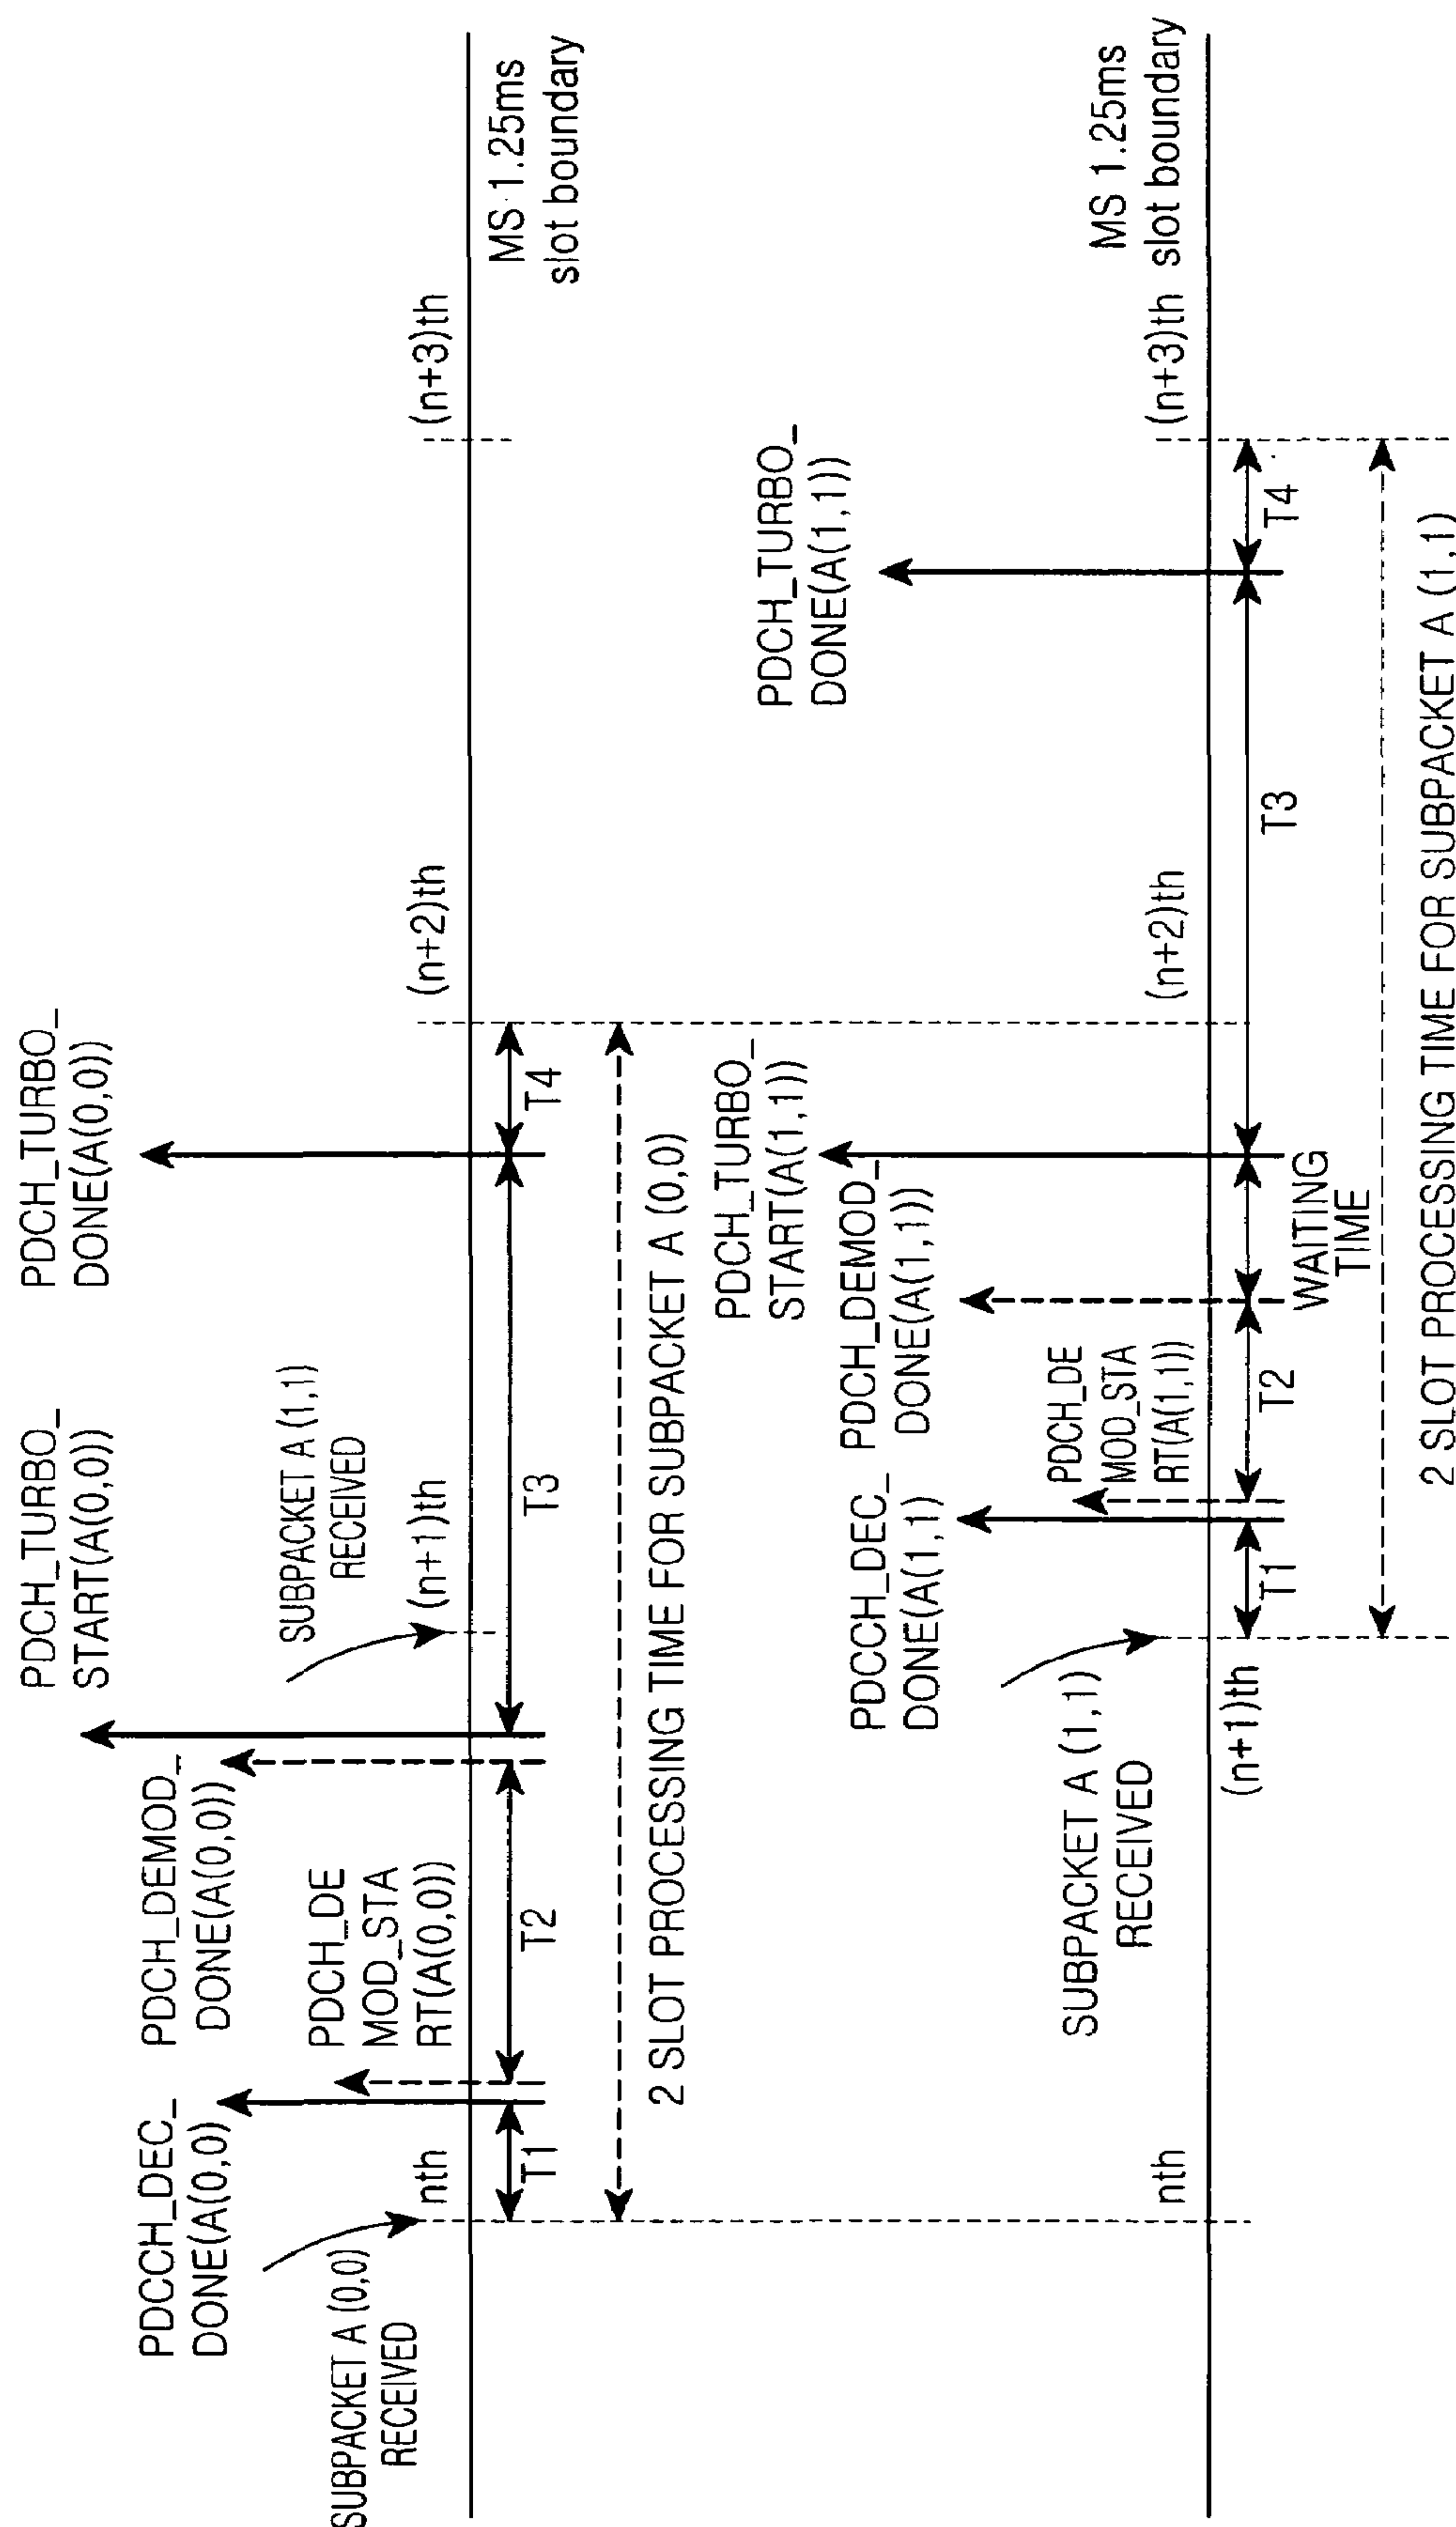 PDCCH_DEC_
DONE(A(0,0)
PDCH_DEMOD_
DONE(A(0,0))
PDCH_TURBO_
START(A(0,0))
PDCH_TURBO_
DONE(A(0,0))
SUBPACKET A (0,0)
RECEIVED
PDCH_DE
MOD_STA
RT(A(0,0))
SUBPACKET A (1,1)
RECEIVED
nth
(n+1)th
(n+2)th
(n+3)th
MS 1.25ms
slot boundary
T1
T2
T3
T4
2 SLOT PROCESSING TIME FOR SUBPACKET A (0,0)
PDCCH_DEC_
DONE(A(1,1)
PDCH_DEMOD_
DONE(A(1,1))
PDCH_TURBO_
START(A(1,1))
PDCH_TURBO_
DONE(A(1,1))
SUBPACKET A (1,1)
RECEIVED
PDCH_DE
MOD_STA
RT(A(1,1))
nth
(n+1)th
(n+2)th
(n+3)th
MS 1.25ms
slot boundary
T1
T2
WAITING
TIME
T3
T4
2 SLOT PROCESSING TIME FOR SUBPACKET A (1,1)